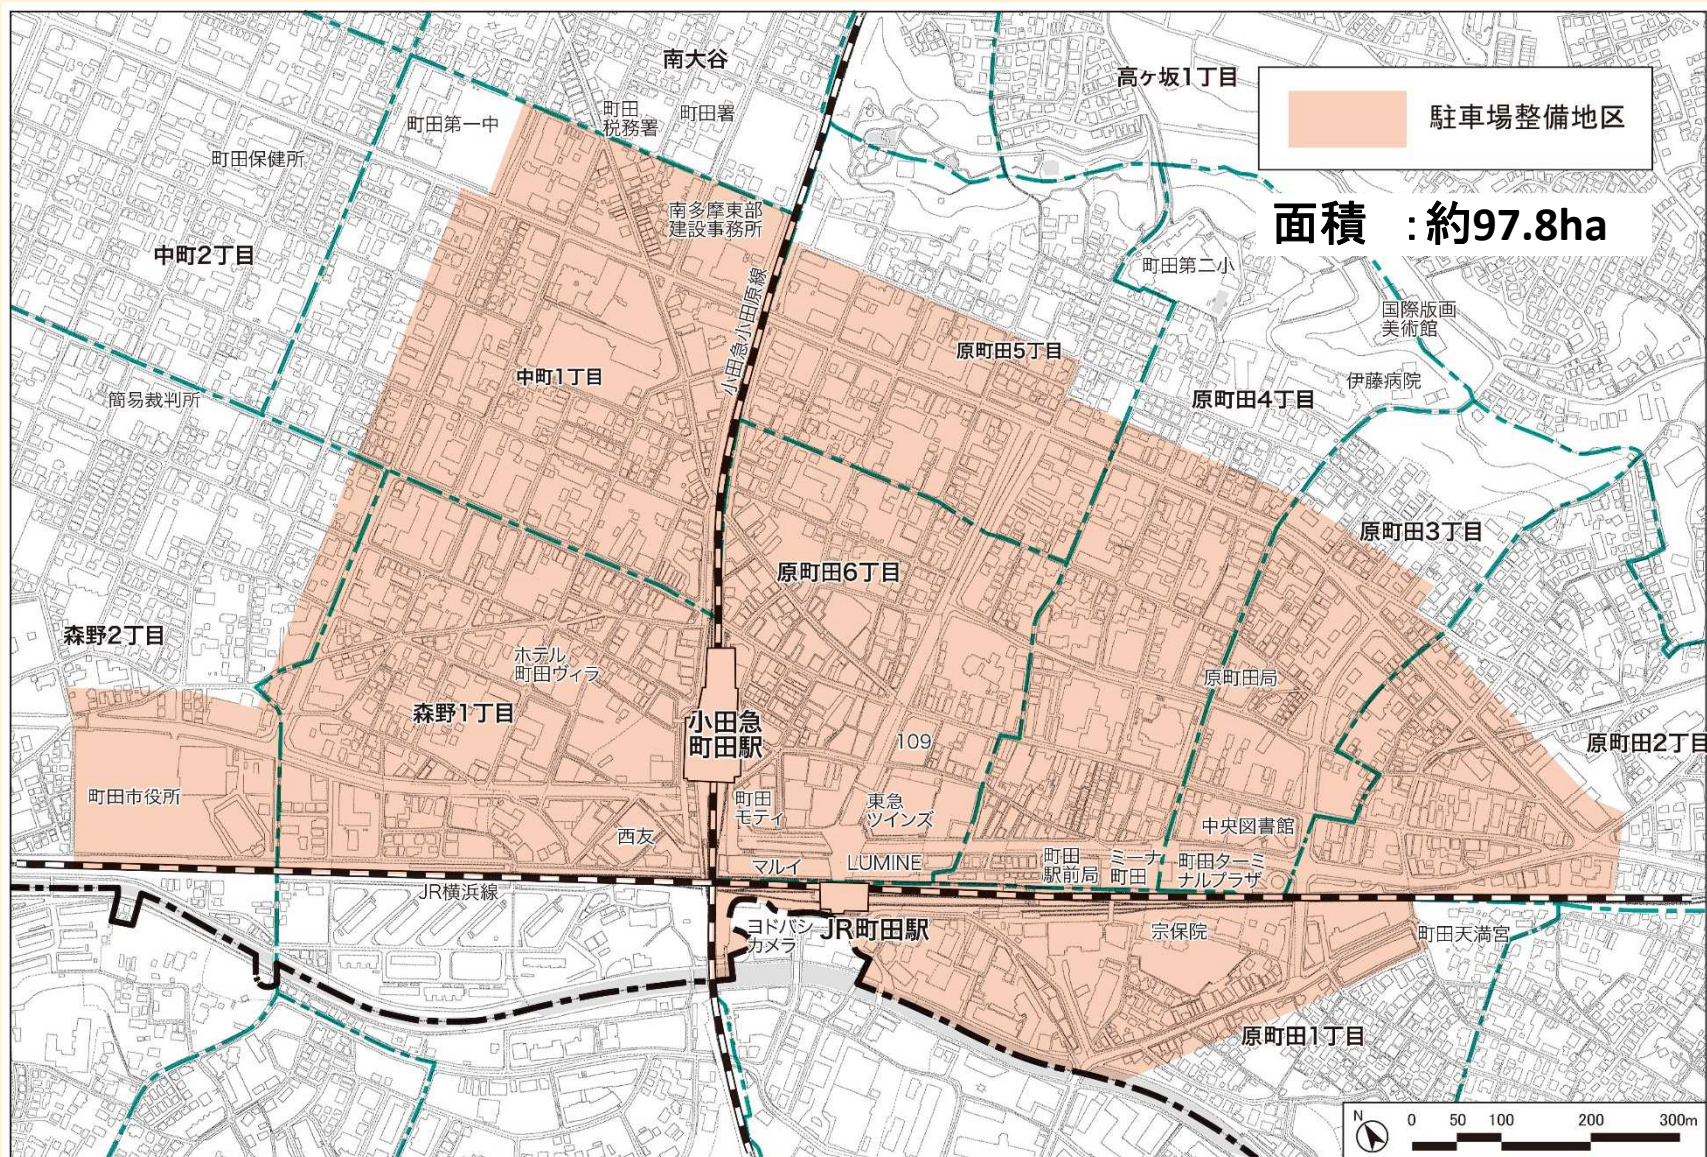 南大谷
高ヶ坂1丁目
駐車場整備地区
町田
税務署
町田署
町田第一中
町田保健所
面積 :約97.8ha
南多摩東部
建設事務所
中町2丁目
町田第二小
国際版画
美術館
小田急小田原線
原町田5丁目
中町1丁目
伊藤病院
簡易裁判所
原町田4丁目
原町田3丁目
原町田6丁目
森野2丁目
ホテル
町田ヴィラ
原町田局
森野1丁目
小田急
町田駅
109
原町田2丁目
町田市役所
町田
モディ
東急
ツインズ
西友
中央図書館
マルイ
LUMINE
町田
駅前局
ミーナ
町田
町田ターミ
ナルプラザ
JR横浜線
ヨドバシ
カメラ
JR町田駅
宗保院
町田天満宮
原町田1丁目
N
0 50 100 200 300m